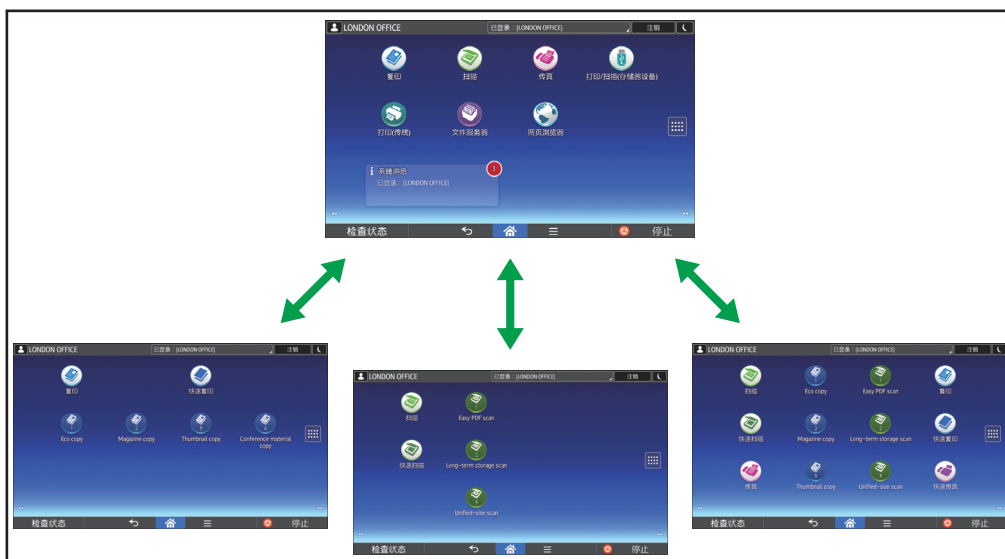 LONDON OFFICE
已登录：[LONDON OFFICE]
注销
复印
扫描
传真
打印/扫描(存储器设备)
打印(传统)
文件服务器
网页浏览器
系统消息
1
已登录：[LONDON OFFICE]
检查状态
停止
LONDON OFFICE
已登录：[LONDON OFFICE]
注销
复印
快速复印
Eco copy
Magazine copy
Thumbnail copy
Conference material
copy
检查状态
停止
LONDON OFFICE
已登录：[LONDON OFFICE]
注销
扫描
Easy PDF scan
快速扫描
Long-term storage scan
Unified-size scan
检查状态
停止
LONDON OFFICE
已登录：[LONDON OFFICE]
注销
扫描
Eco copy
Easy PDF scan
复印
快速扫描
Magazine copy
Long-term storage scan
快速复印
传真
Thumbnail copy
Unified-size scan
快速传真
检查状态
停止